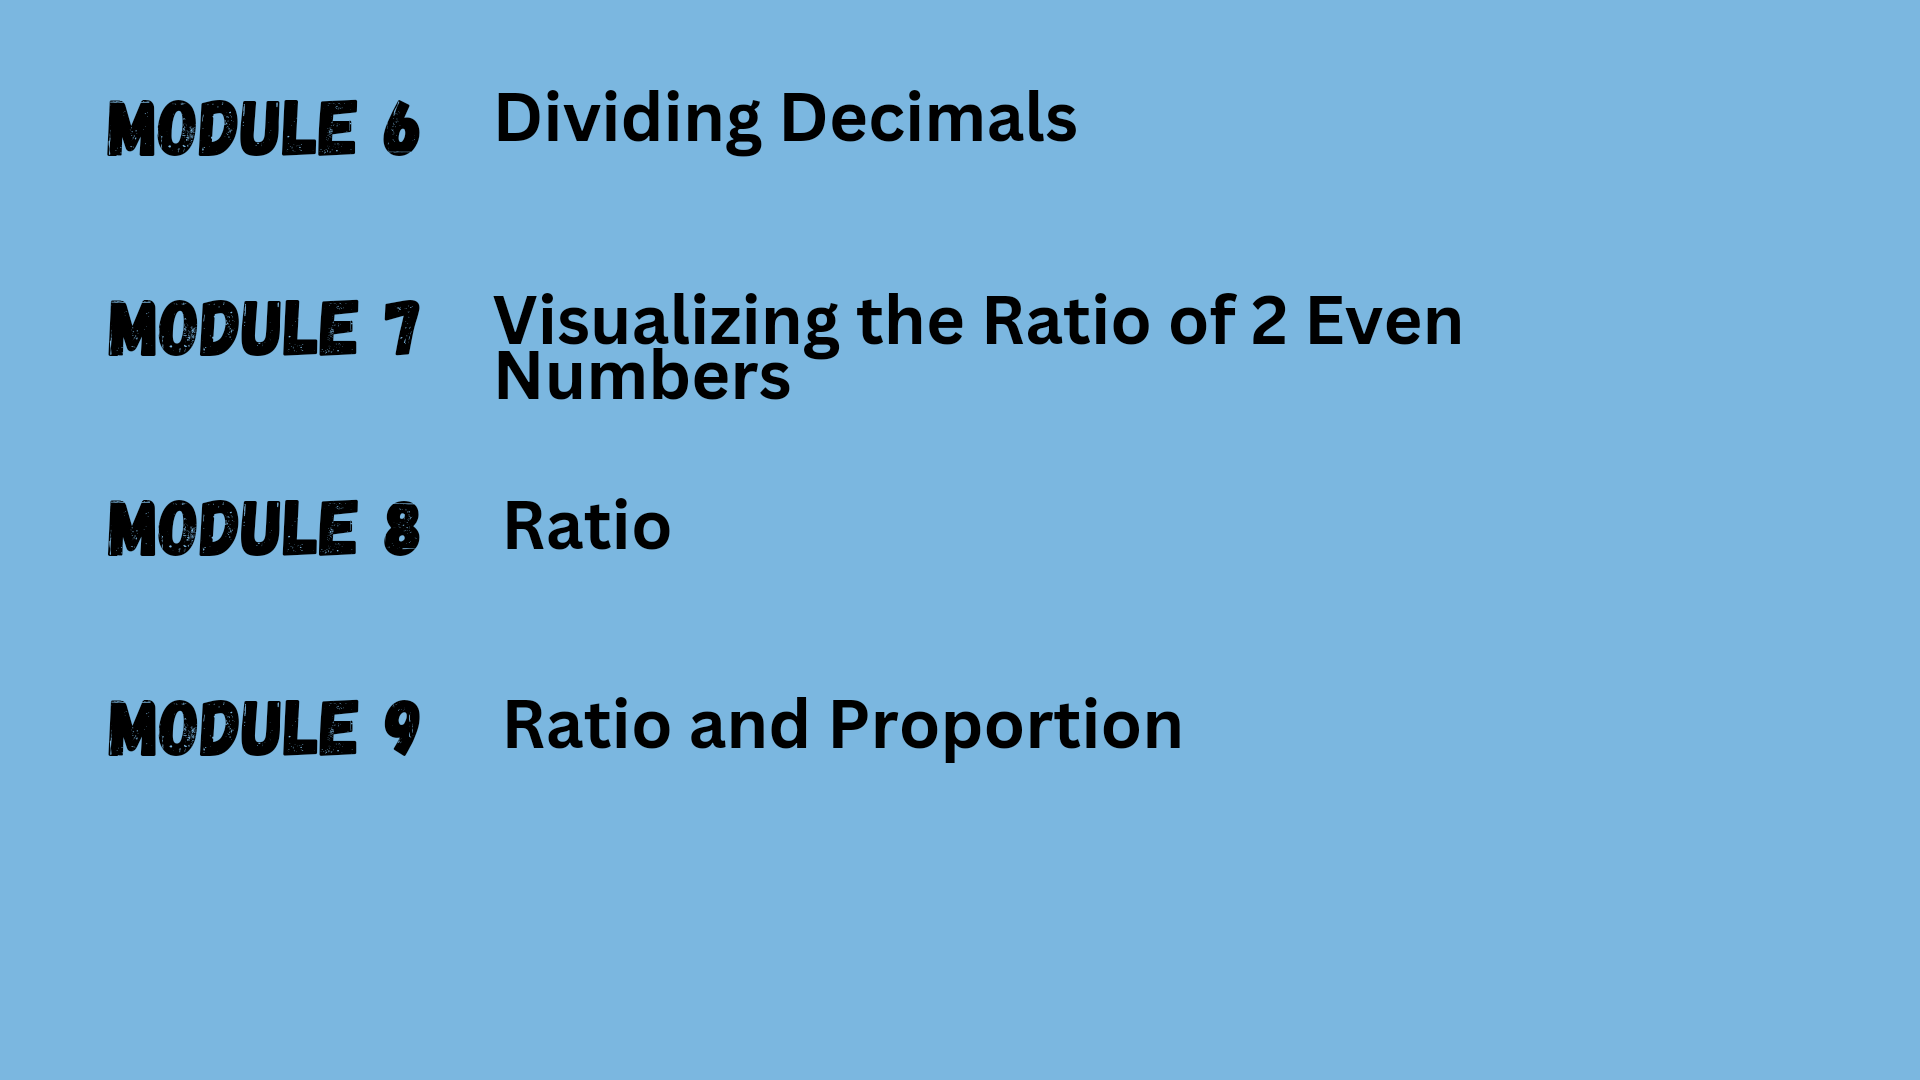 MODULE 6 Dividing Decimals
MODULE 7 Visualizing the Ratio of 2 Even
Numbers
MODULE 8 Ratio
MODULE 9 Ratio and Proportion